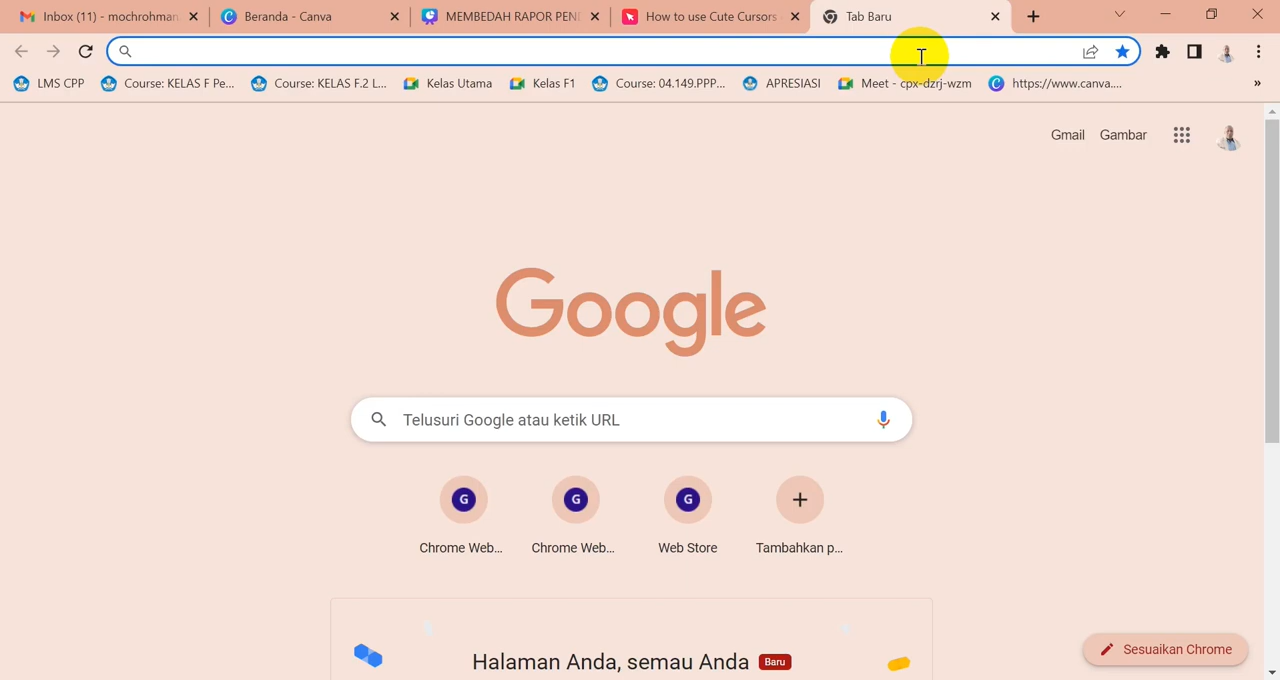 Inbox (11) - mochrohman
Beranda - Canva
MEMBEDAH RAPOR PEN
How to use Cute Cursors
Tab Baru
LMS CPP
Course: KELAS F Pe...
Course: KELAS F.2 L...
Kelas Utama
Kelas F1
Course: 04.149.PPP...
APRESIASI
Meet - cpx-dzrj-wzm
https://www.canva....
»
Gmail
Gambar
Google
Telusuri Google atau ketik URL
G
G
G
Chrome Web...
Chrome Web...
Web Store
Tambahkan p...
Halaman Anda, semau Anda
Baru
Sesuaikan Chrome